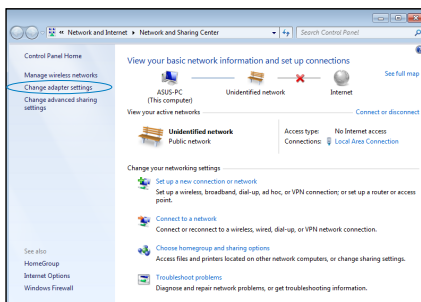 « Network and Internet ▸ Network and Sharing Center
Search Control Panel
Control Panel Home
Manage wireless networks
Change adapter settings
Change advanced sharing
settings
See also
HomeGroup
Internet Options
Windows Firewall
View your basic network information and set up connections
See full map
ASUS-PC
(This computer)
Unidentified network
Internet
View your active networks
Connect or disconnect
Unidentified network
Public network
Access type: No Internet access
Connections: Local Area Connection
Change your networking settings
Set up a new connection or network
Set up a wireless, broadband, dial-up, ad hoc, or VPN connection; or set up a router or access
point.
Connect to a network
Connect or reconnect to a wireless, wired, dial-up, or VPN network connection.
Choose homegroup and sharing options
Access files and printers located on other network computers, or change sharing settings.
Troubleshoot problems
Diagnose and repair network problems, or get troubleshooting information.